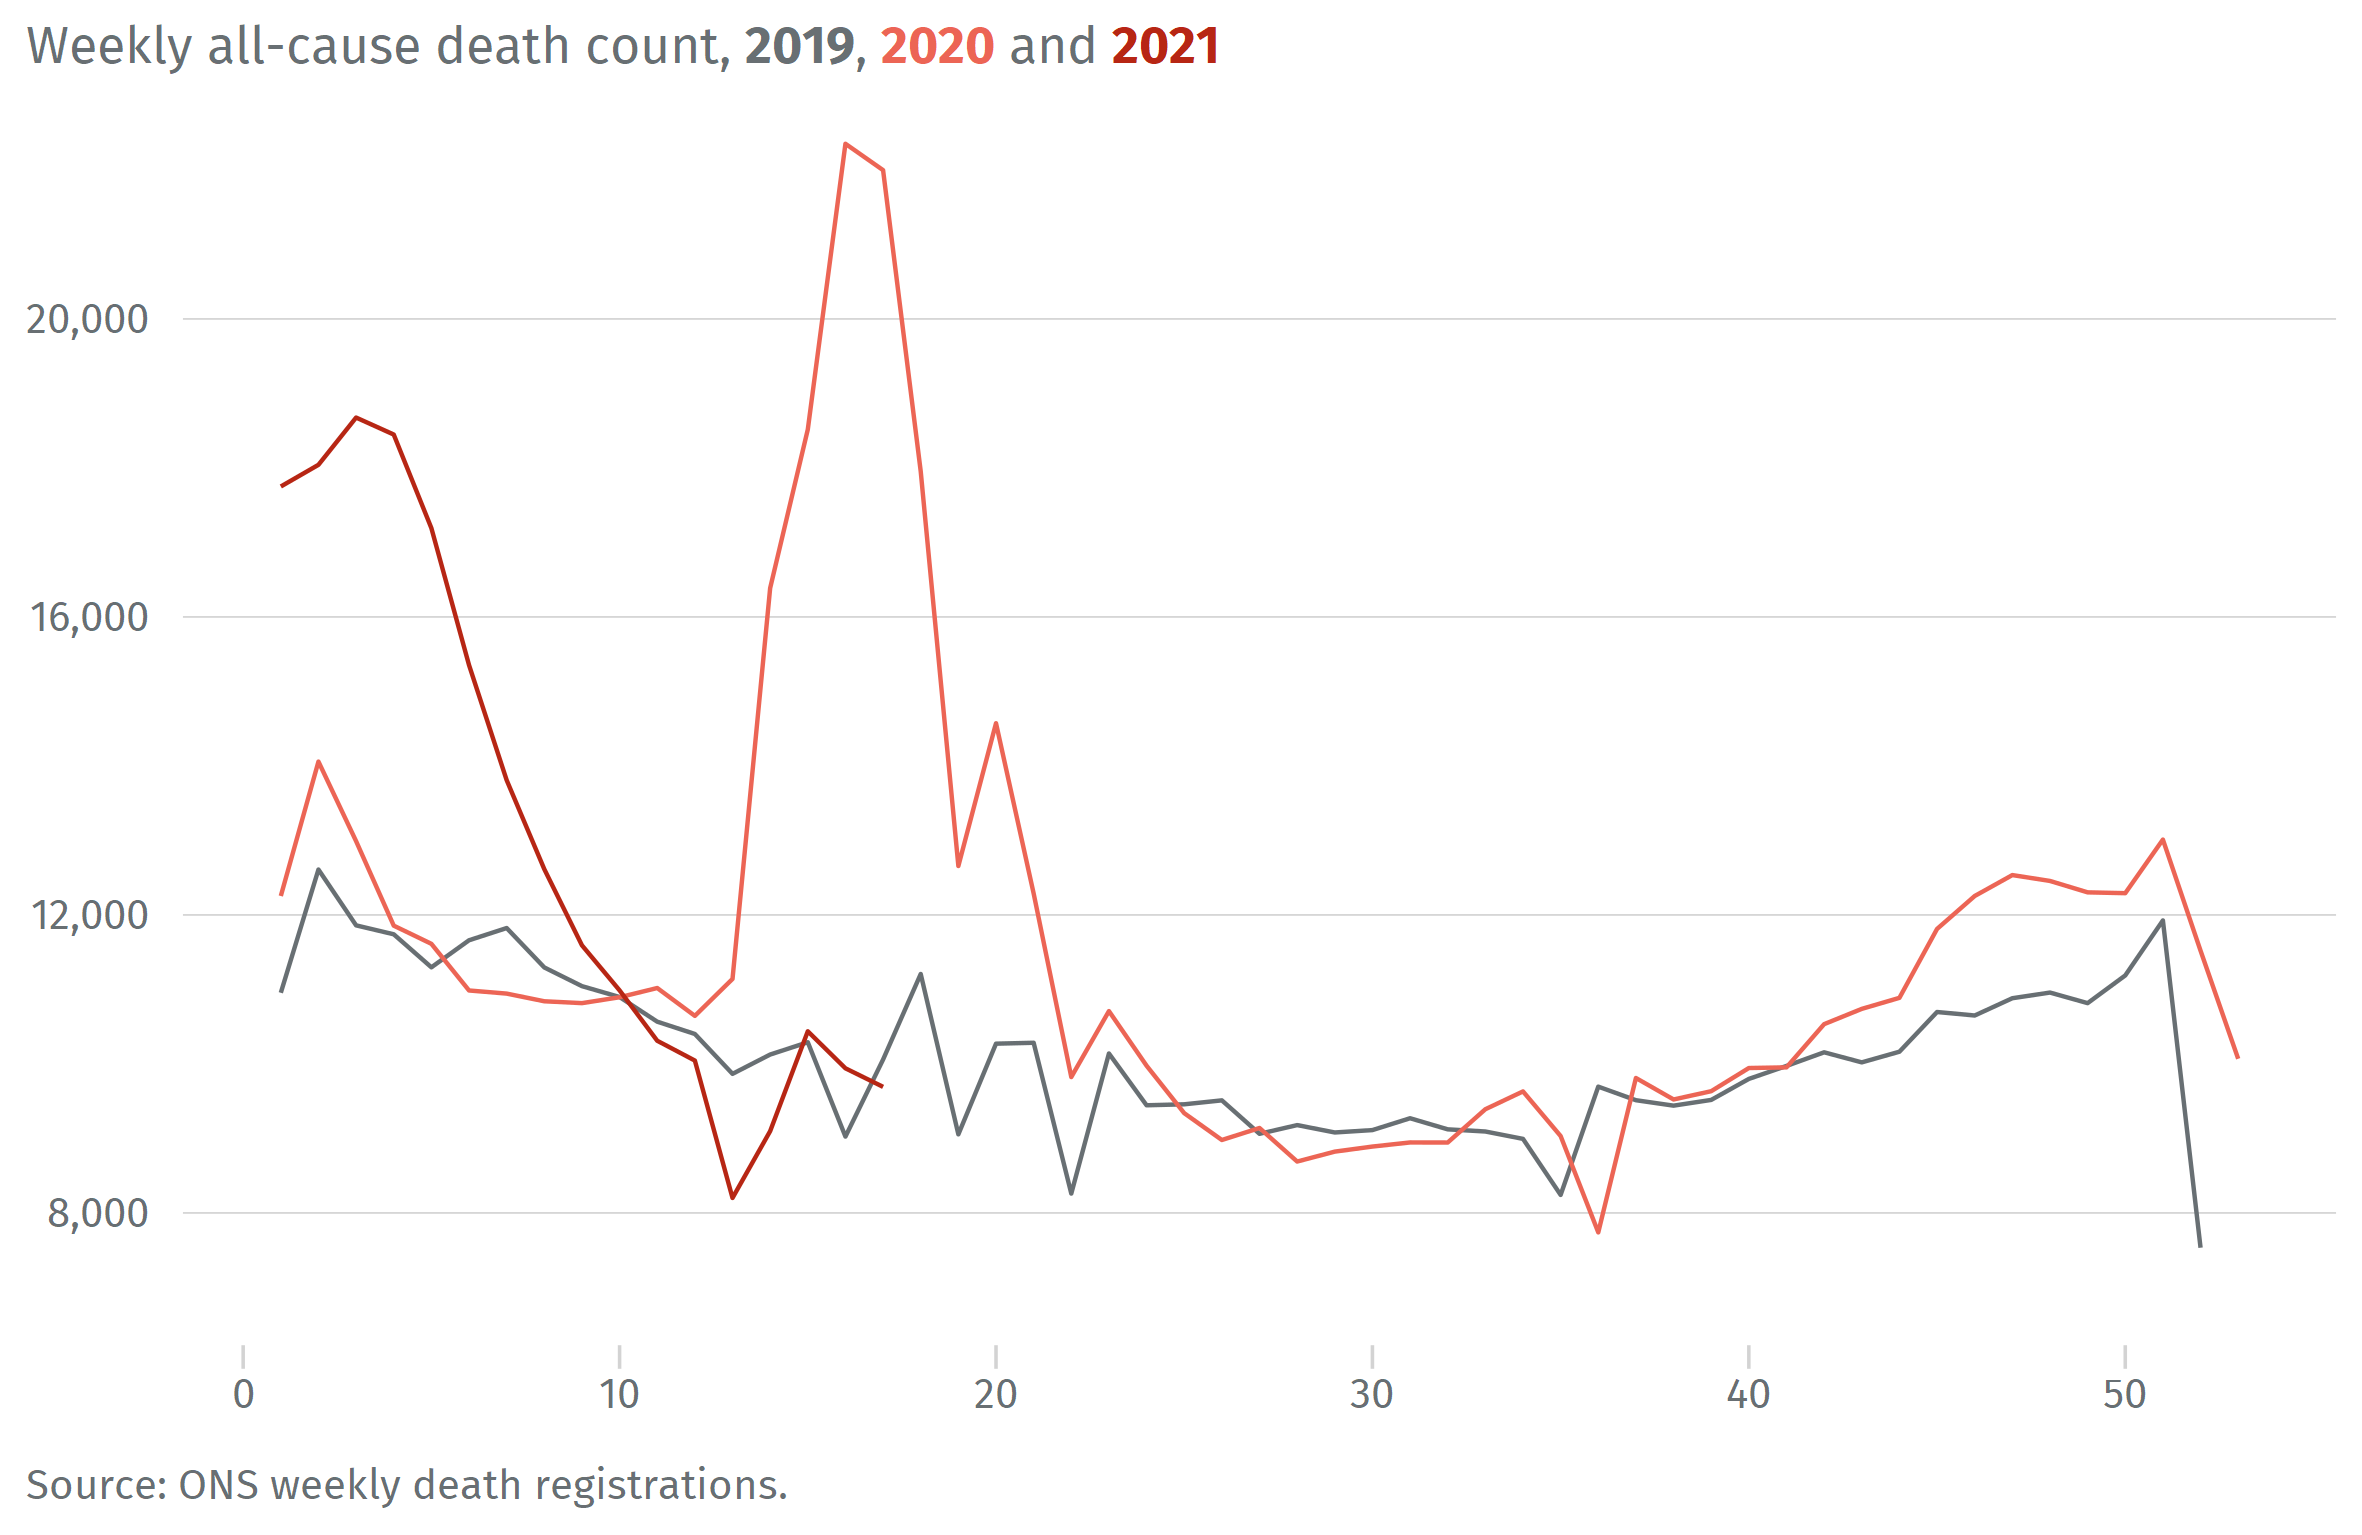 Weekly all-cause death count, 2019, 2020 and 2021
20,000
16,000
12,000
8,000
0 10 20 30 40 50
Source: ONS weekly death registrations.